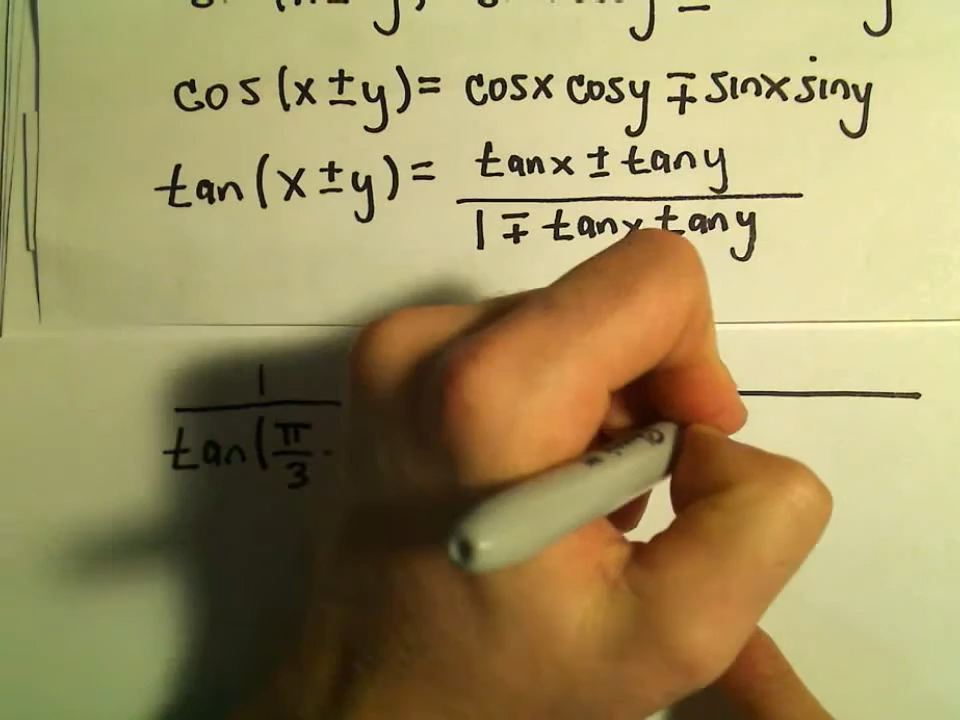 cos(x ± y) = cosx cosy ∓ sinx siny
tan(x ± y) = tanx ± tany
1 ∓ tanx tany
1
tan(π
3